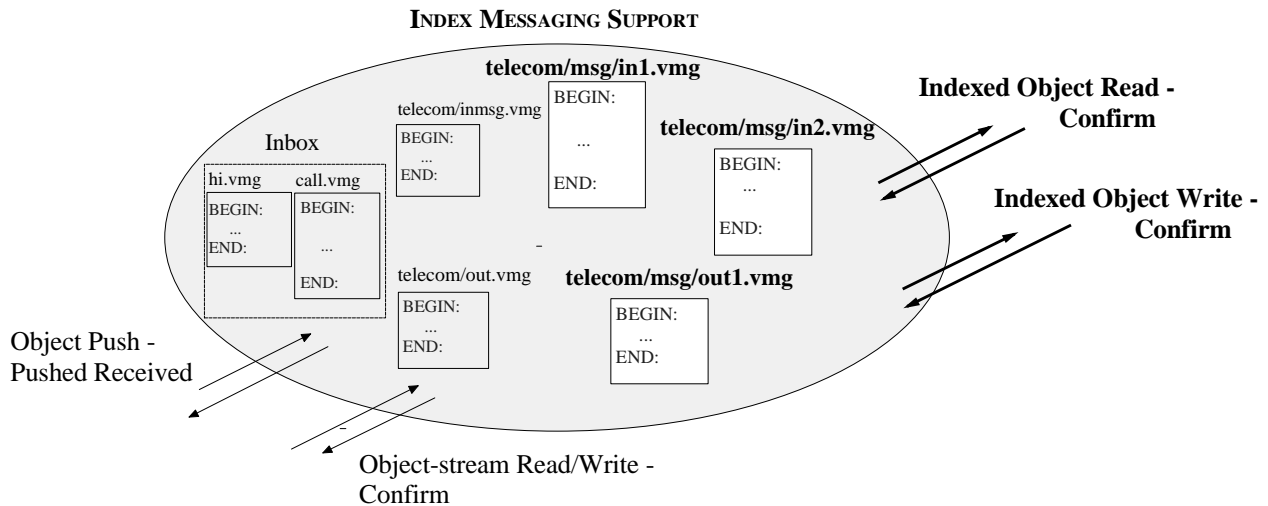 INDEX MESSAGING SUPPORT
telecom/msg/in1.vmg
BEGIN:
...
END:
telecom/inmsg.vmg
BEGIN:
...
END:
telecom/msg/in2.vmg
BEGIN:
...
END:
Indexed Object Read -
Confirm
Inbox
hi.vmg
BEGIN:
...
END:
call.vmg
BEGIN:
...
END:
Indexed Object Write -
Confirm
telecom/out.vmg
BEGIN:
...
END:
telecom/msg/out1.vmg
BEGIN:
...
END:
Object Push -
Pushed Received
Object-stream Read/Write -
Confirm